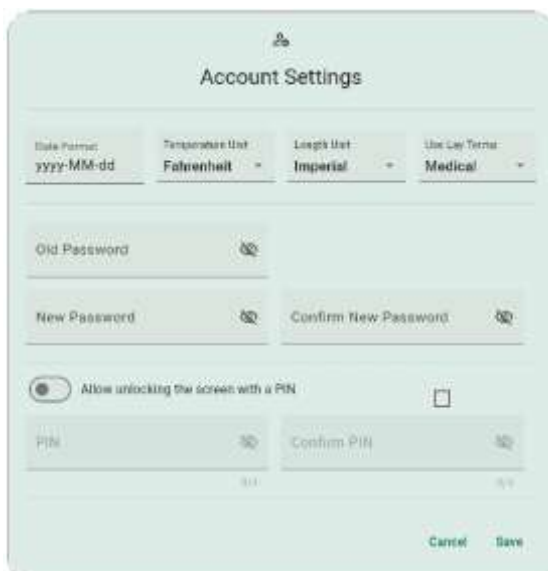 Account Settings
Date Format
Temperature Unit
Length Unit
Use Lay Terms
yyyy-MM-dd
Fahrenheit
Imperial
Medical
Old Password
New Password
Confirm New Password
Allow unlocking the screen with a PIN
PIN
Confirm PIN
Cancel
Save